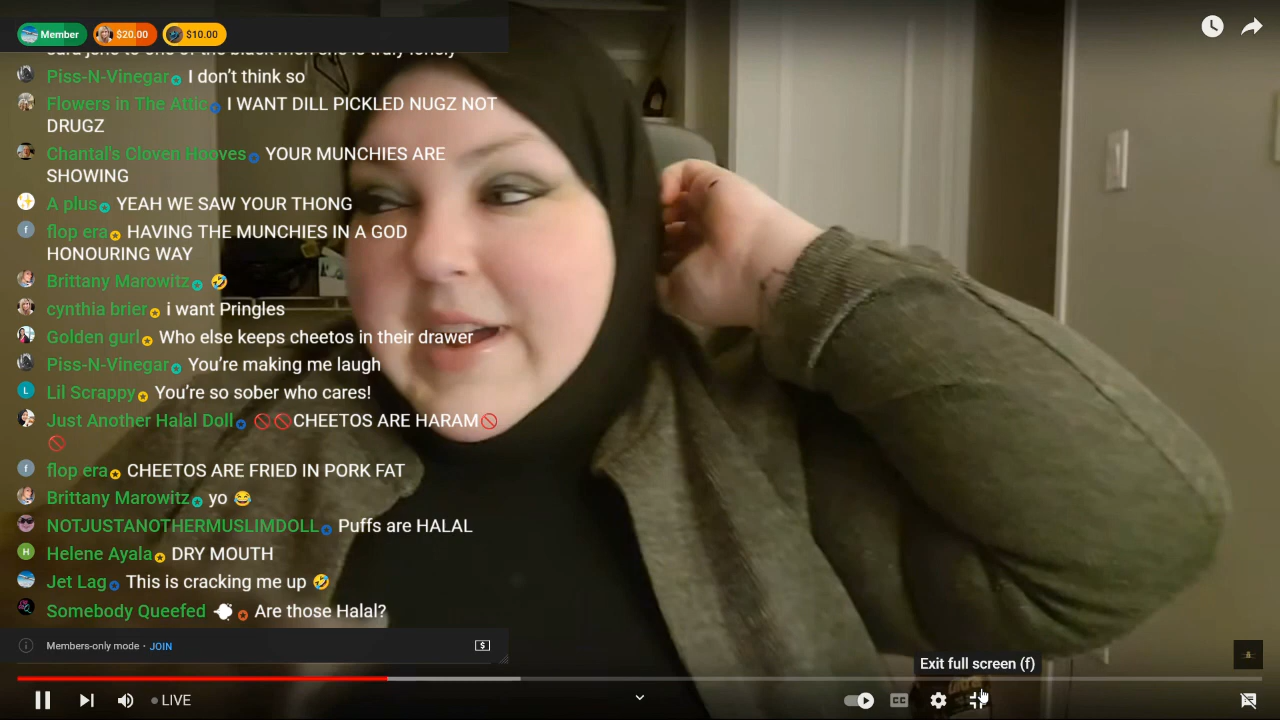 Member $20.00 $10.00
Piss-N-Vinegar I don't think so
Flowers in The Attic I WANT DILL PICKLED NUGZ NOT
DRUGZ
Chantal's Cloven Hooves YOUR MUNCHIES ARE
SHOWING
A plus YEAH WE SAW YOUR THONG
flop era HAVING THE MUNCHIES IN A GOD
HONOURING WAY
Brittany Marowitz 🤣
cynthia brier i want Pringles
Golden gurl Who else keeps cheetos in their drawer
Piss-N-Vinegar You're making me laugh
Lil Scrappy You're so sober who cares!
Just Another Halal Doll 🚫🚫CHEETOS ARE HARAM🚫
🚫
flop era CHEETOS ARE FRIED IN PORK FAT
Brittany Marowitz yo 😂
NOTJUSTANOTHERMUSLIMDOLL Puffs are HALAL
Helene Ayala DRY MOUTH
Jet Lag This is cracking me up 🤣
Somebody Queefed 💨 Are those Halal?
Members-only mode · JOIN
Exit full screen (f)
LIVE